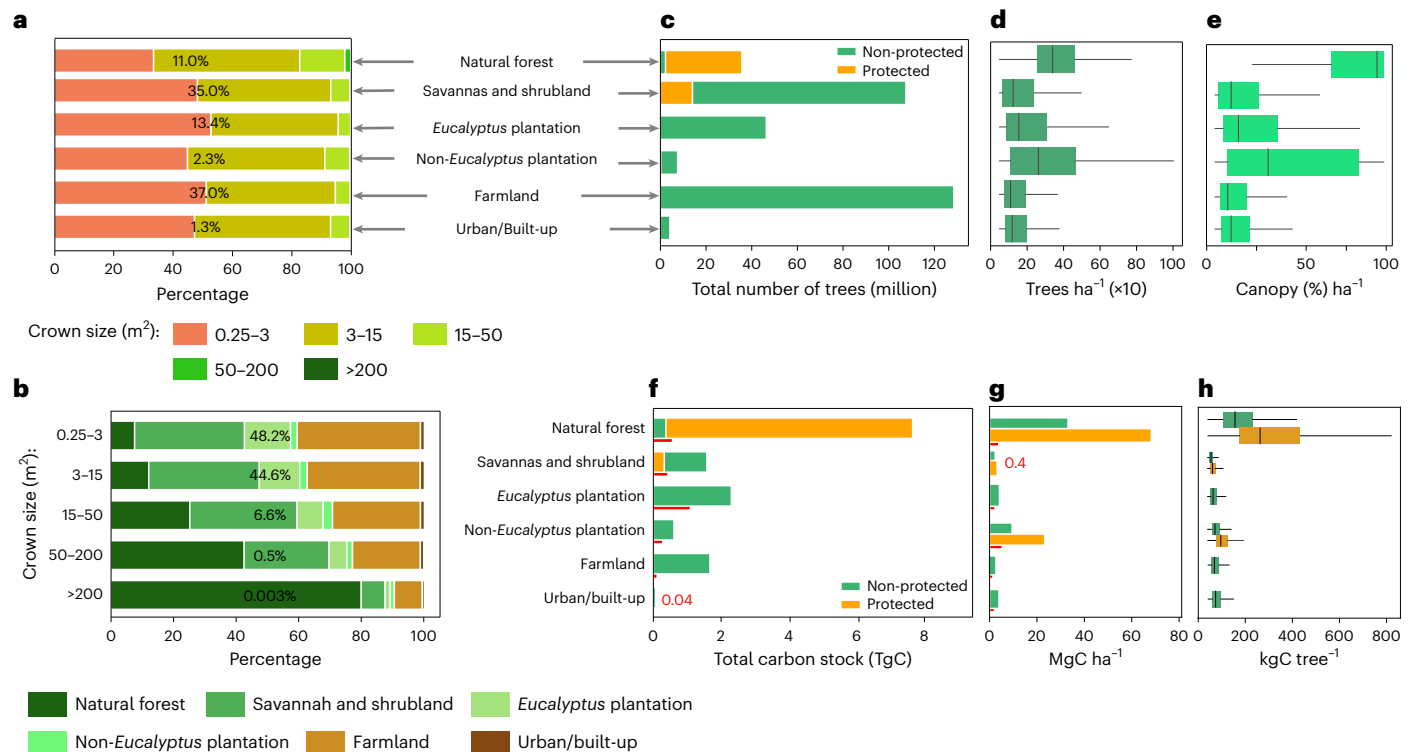 a
11.0%
35.0%
13.4%
2.3%
37.0%
1.3%
0 20 40 60 80 100
Percentage
Natural forest
Savannas and shrubland
Eucalyptus plantation
Non-Eucalyptus plantation
Farmland
Urban/Built-up
c
Non-protected
Protected
0 20 40 60 80 100 120
Total number of trees (million)
d
0 20 40 60 80 100
Trees ha⁻¹ (×10)
e
0 50 100
Canopy (%) ha⁻¹
Crown size (m²):
0.25–3
3–15
15–50
50–200
>200
b
Crown size (m²):
0.25–3
3–15
15–50
50–200
>200
48.2%
44.6%
6.6%
0.5%
0.003%
0 20 40 60 80 100
Percentage
f
Natural forest
Savannas and shrubland
Eucalyptus plantation
Non-Eucalyptus plantation
Farmland
Urban/built-up
0.04
Non-protected
Protected
0 2 4 6 8
Total carbon stock (TgC)
g
0.4
0 20 40 60 80
MgC ha⁻¹
h
200 400 600 800
kgC tree⁻¹
Natural forest
Savannah and shrubland
Eucalyptus plantation
Non-Eucalyptus plantation
Farmland
Urban/built-up